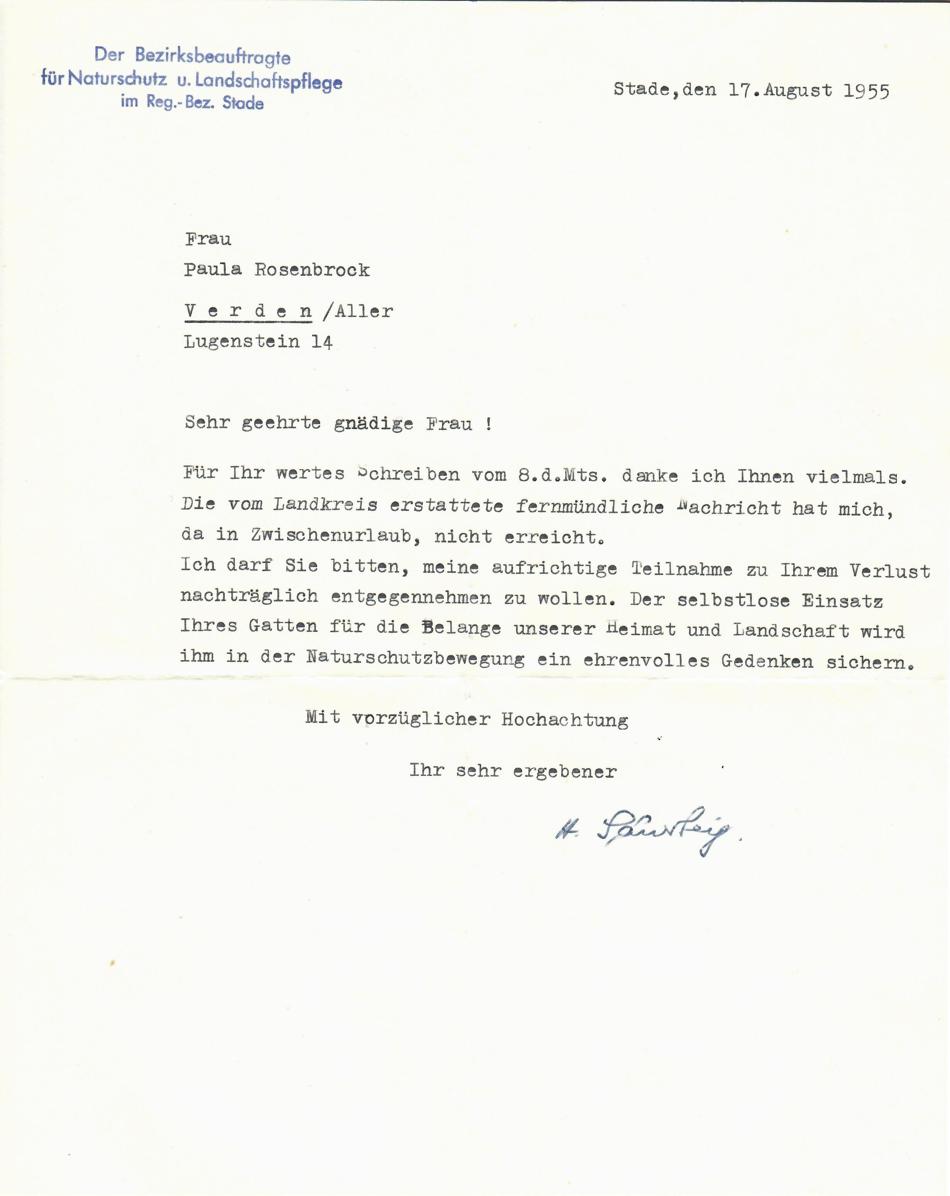 Der Bezirksbeauftragte
für Naturschutz u. Landschaftspflege
im Reg.-Bez. Stade
Stade,den 17.August 1955
Frau
Paula Rosenbrock
V e r d e n /Aller
Lugenstein 14
Sehr geehrte gnädige Frau !
Für Ihr wertes Schreiben vom 8.d.Mts. danke ich Ihnen vielmals.
Die vom Landkreis erstattete fernmündliche Nachricht hat mich,
da in Zwischenurlaub, nicht erreicht.
Ich darf Sie bitten, meine aufrichtige Teilnahme zu Ihrem Verlust
nachträglich entgegennehmen zu wollen. Der selbstlose Einsatz
Ihres Gatten für die Belange unserer Heimat und Landschaft wird
ihm in der Naturschutzbewegung ein ehrenvolles Gedenken sichern.
Mit vorzüglicher Hochachtung
Ihr sehr ergebener
H.